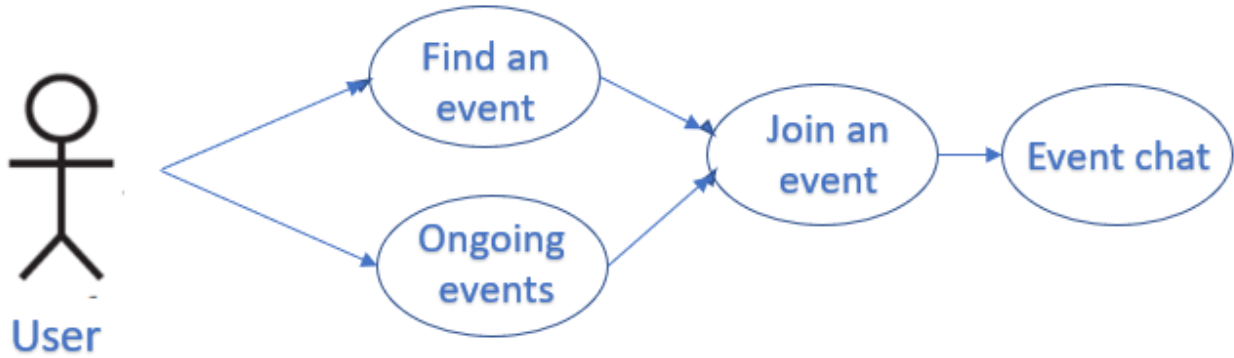 Find an
event
Join an
event
Event chat
Ongoing
events
User